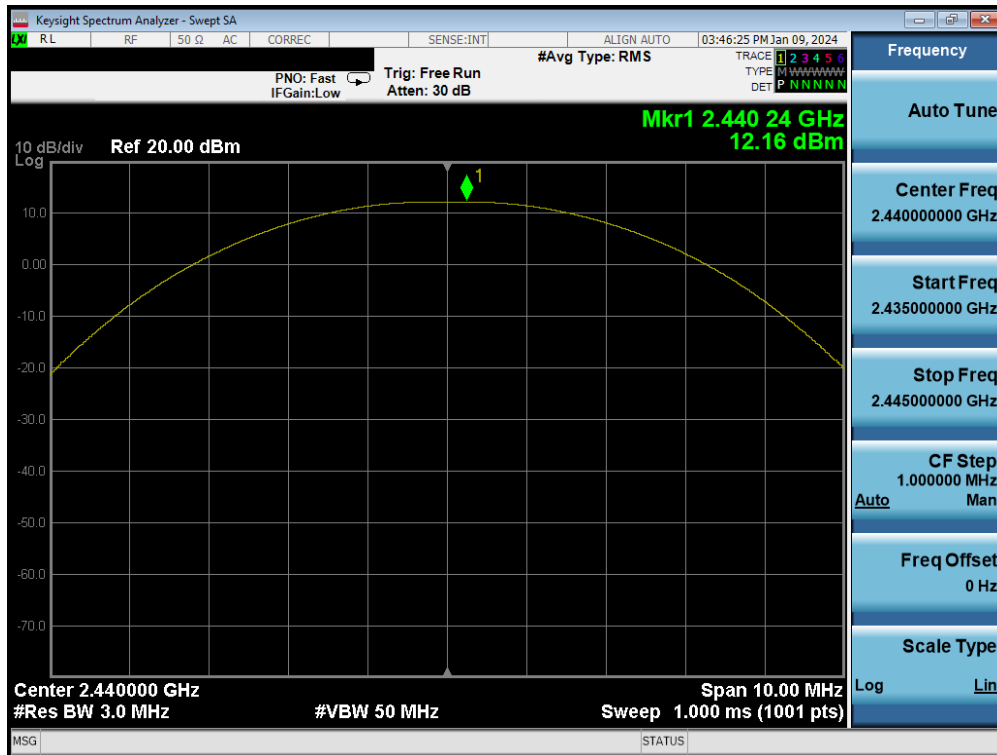 Keysight Spectrum Analyzer - Swept SA
LXI RL RF 50 Ω AC CORREC SENSE:INT ALIGN AUTO 03:46:25 PM Jan 09, 2024
#Avg Type: RMS
TRACE 1 2 3 4 5 6
PNO: Fast Trig: Free Run
TYPE M WWWWW
IFGain:Low Atten: 30 dB
DET P N N N N N
Mkr1 2.440 24 GHz
12.16 dBm
10 dB/div Ref 20.00 dBm
Log
1
10.0
0.00
-10.0
-20.0
-30.0
-40.0
-50.0
-60.0
-70.0
Center 2.440000 GHz Span 10.00 MHz
#Res BW 3.0 MHz #VBW 50 MHz Sweep 1.000 ms (1001 pts)
MSG STATUS
Frequency
Auto Tune
Center Freq
2.440000000 GHz
Start Freq
2.435000000 GHz
Stop Freq
2.445000000 GHz
CF Step
1.000000 MHz
Auto Man
Freq Offset
0 Hz
Scale Type
Log Lin